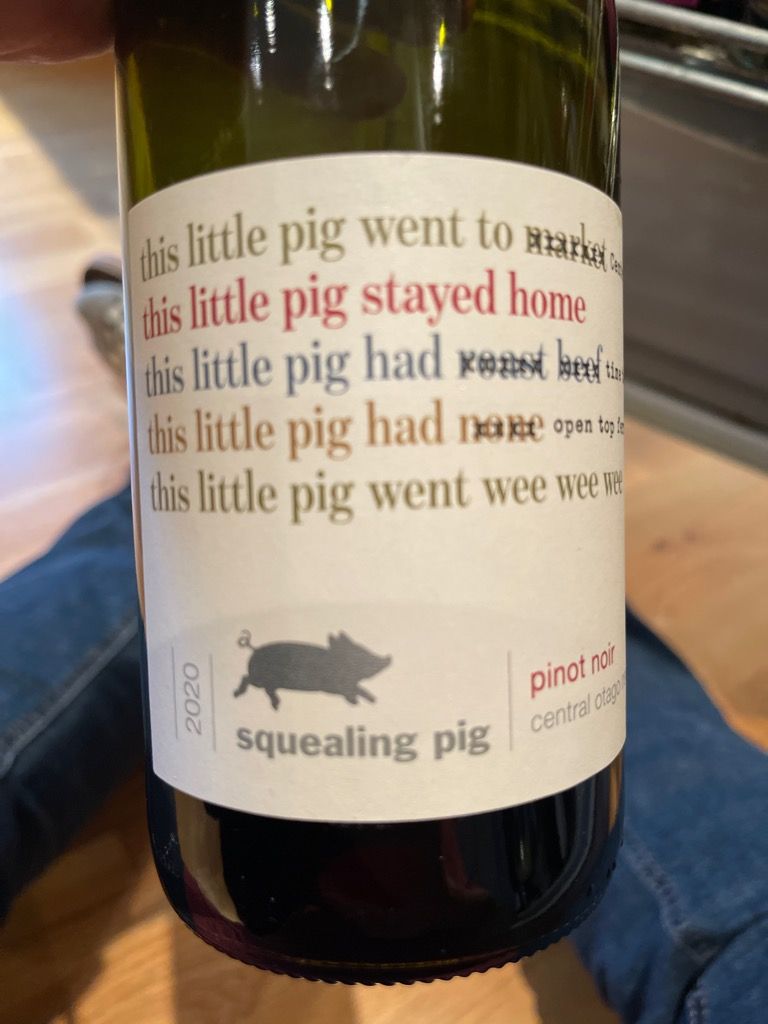 this little pig went to market
this little pig stayed home
this little pig had roast beef
this little pig had none open top
this little pig went wee wee wee
2020
squealing pig
pinot noir
central otago